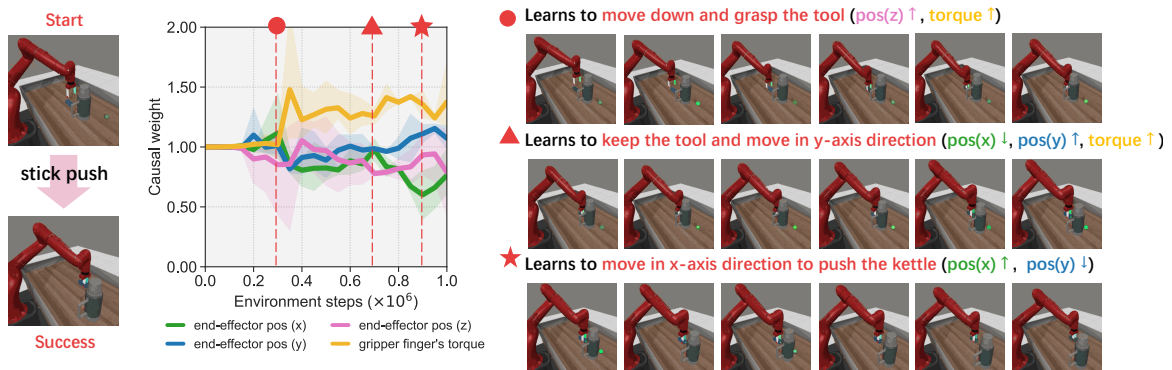 Start
stick push
Success
Causal weight
2.00
1.50
1.00
0.50
0.00
0.0 0.2 0.4 0.6 0.8 1.0
Environment steps (×10⁶)
end-effector pos (x)
end-effector pos (z)
end-effector pos (y)
gripper finger's torque
Learns to move down and grasp the tool (pos(z) ↑, torque ↑)
Learns to keep the tool and move in y-axis direction (pos(x) ↓, pos(y) ↑, torque ↑)
Learns to move in x-axis direction to push the kettle (pos(x) ↑, pos(y) ↓)